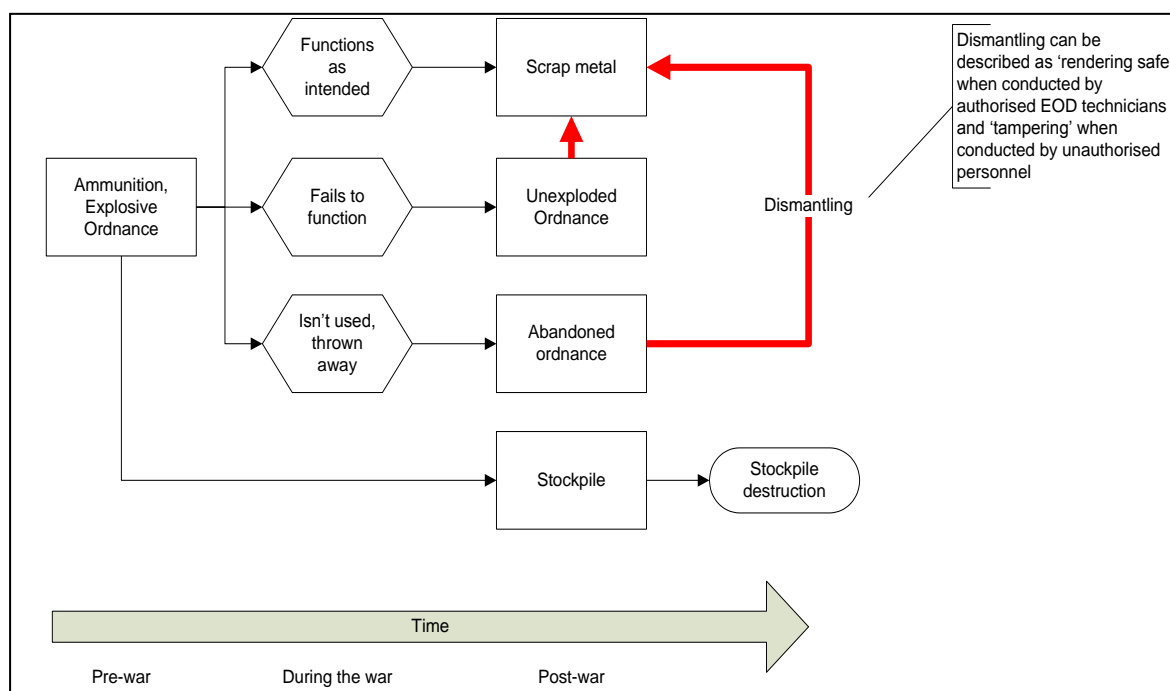 Functions
as
intended
Scrap metal
Dismantling can be
described as ‘rendering safe’
when conducted by
authorised EOD technicians
and ‘tampering’ when
conducted by unauthorised
personnel
Ammunition,
Explosive
Ordnance
Fails to
function
Unexploded
Ordnance
Dismantling
Isn’t used,
thrown
away
Abandoned
ordnance
Stockpile
Stockpile
destruction
Time
Pre-war
During the war
Post-war